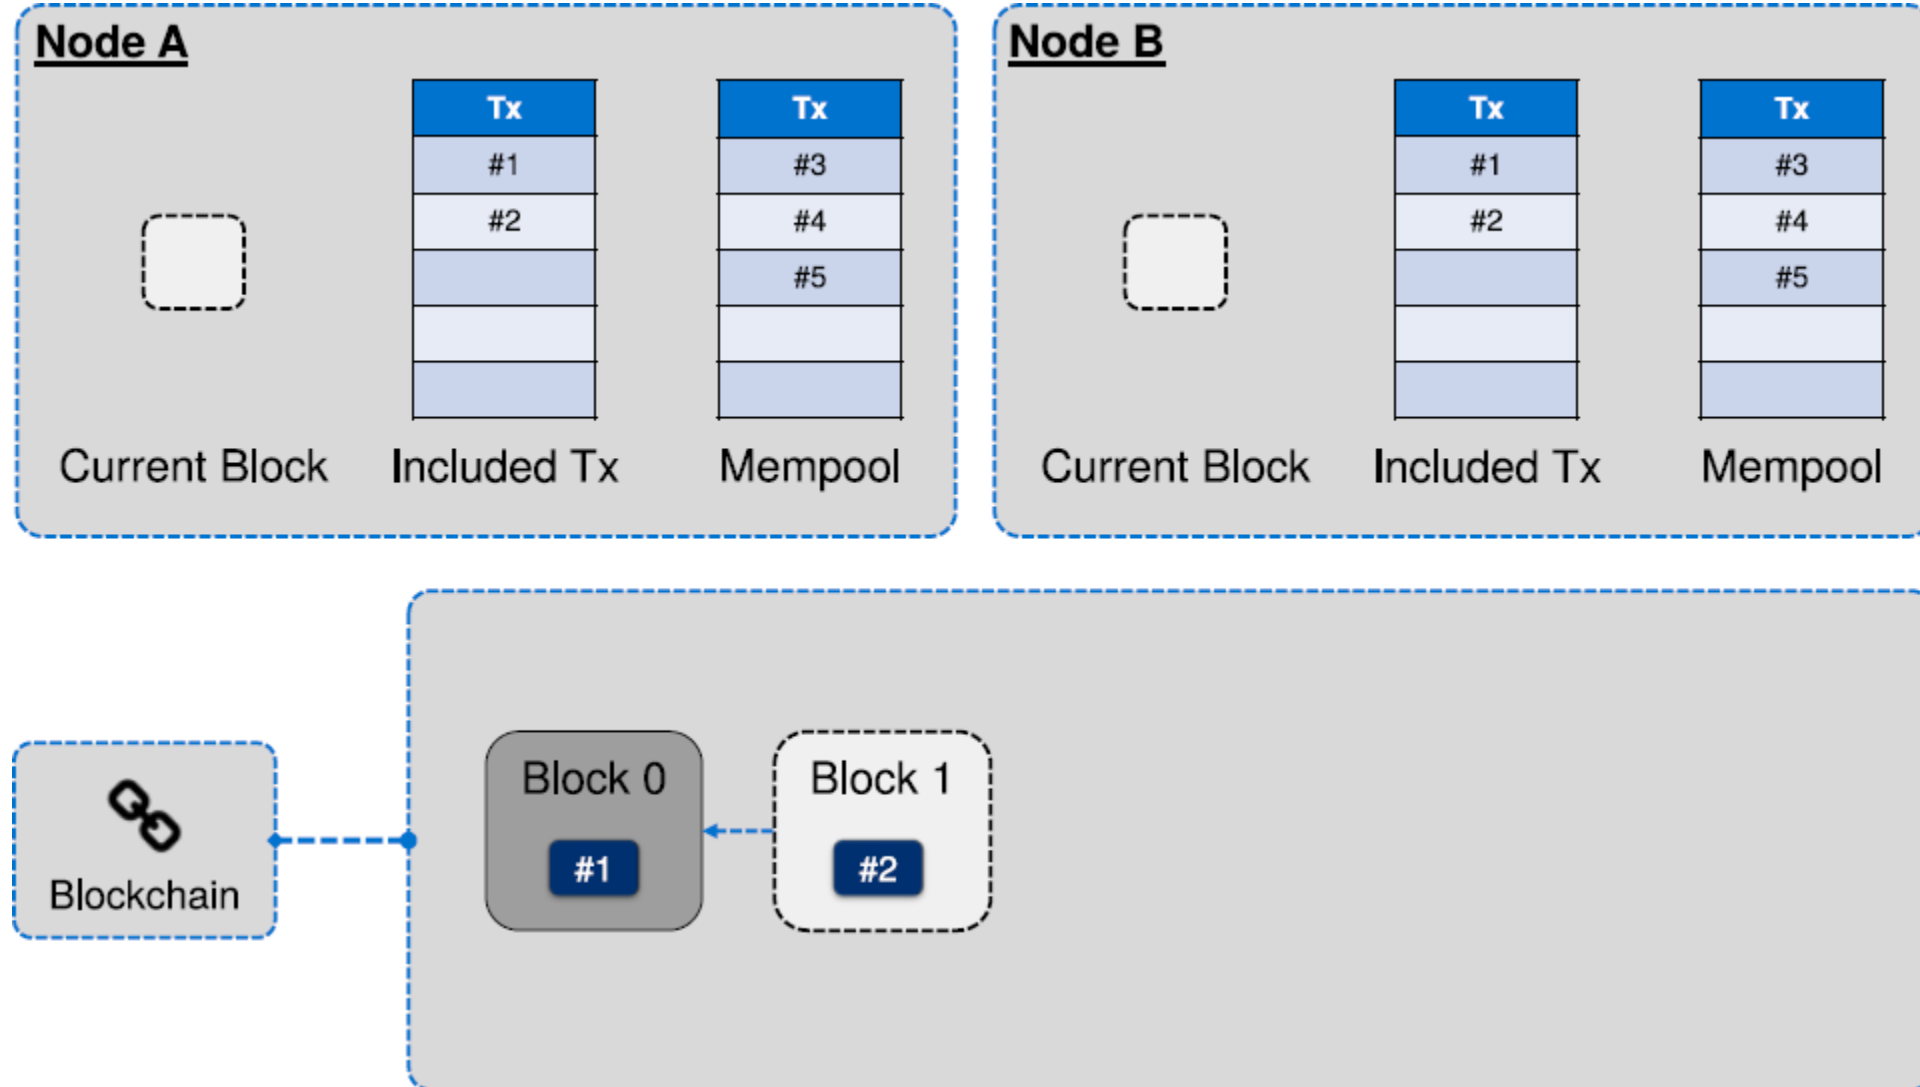 Node A
Tx
#1
#2
Tx
#3
#4
#5
Current Block
Included Tx
Mempool
Node B
Tx
#1
#2
Tx
#3
#4
#5
Current Block
Included Tx
Mempool
Blockchain
Block 0
#1
Block 1
#2